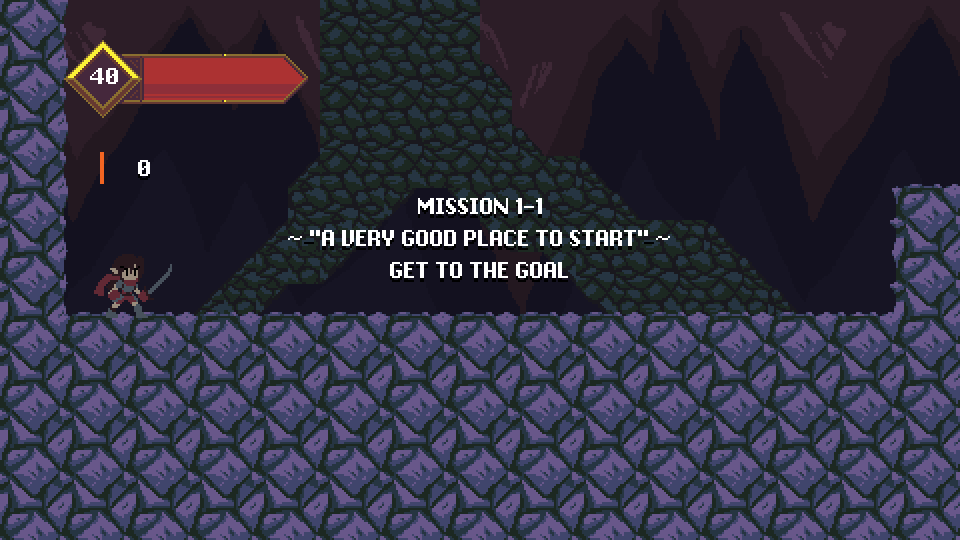 40
0
MISSION 1-1
~ "A VERY GOOD PLACE TO START" ~
GET TO THE GOAL